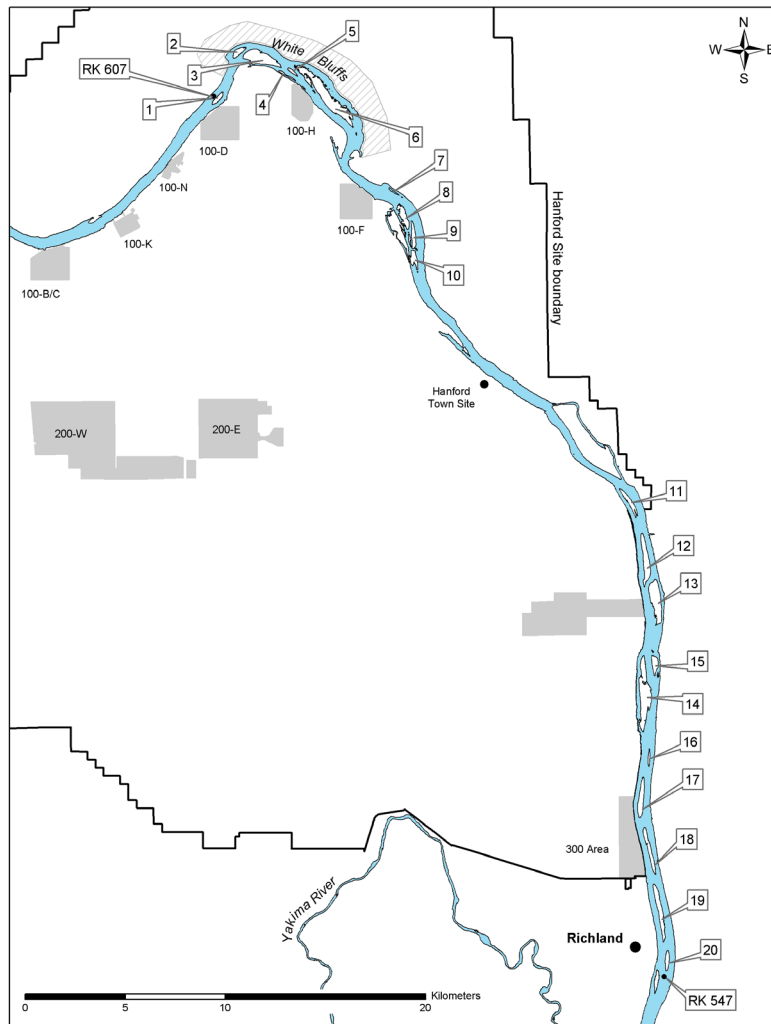 N
W E
S
5
2
White Bluffs
3
RK 607
1
4
6
100-H
100-D
7
100-N
8
9
100-F
100-K
10
Hanford Site boundary
100-B/C
Hanford
Town Site
200-W
200-E
11
12
13
15
14
16
17
300 Area
18
Yakima River
19
Richland
20
RK 547
Kilometers
0 5 10 20